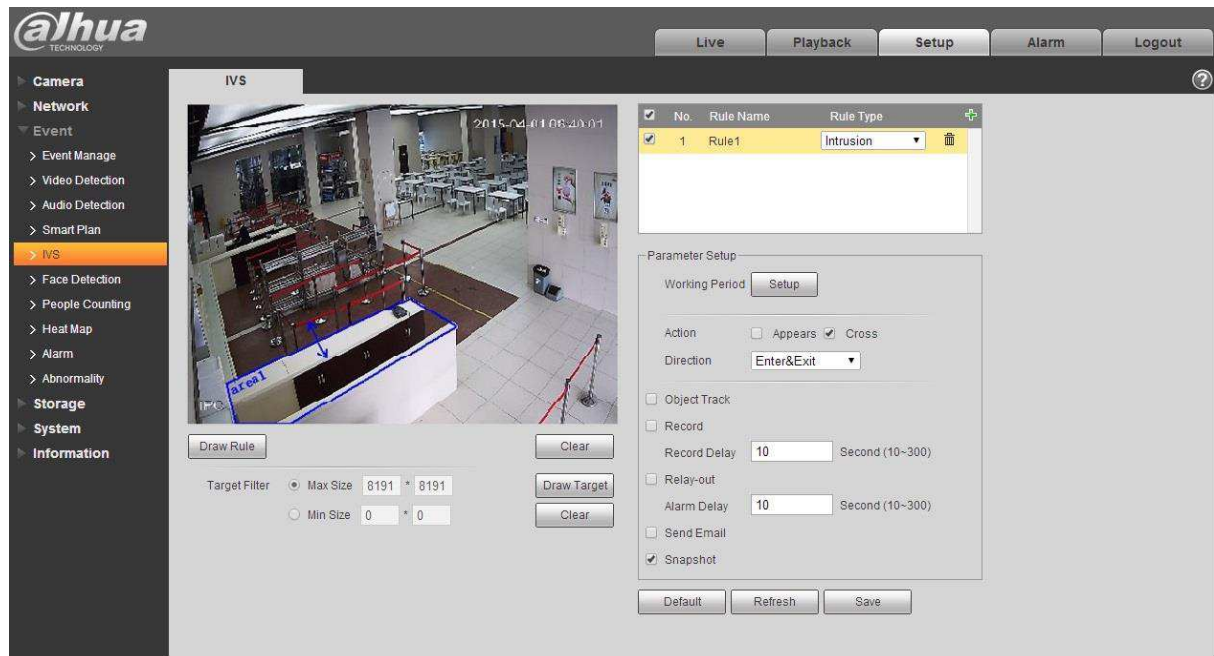 alhua
TECHNOLOGY
Live Playback Setup Alarm Logout
Camera
Network
Event
> Event Manage
> Video Detection
> Audio Detection
> Smart Plan
> IVS
> Face Detection
> People Counting
> Heat Map
> Alarm
> Abnormality
Storage
System
Information
IVS
?
2015-04-01 08:40:01
area1
IPC
Draw Rule Clear
Target Filter Max Size 8191 * 8191 Draw Target
Min Size 0 * 0 Clear
No. Rule Name Rule Type
1 Rule1 Intrusion
Parameter Setup
Working Period Setup
Action Appears Cross
Direction Enter&Exit
Object Track
Record
Record Delay 10 Second (10~300)
Relay-out
Alarm Delay 10 Second (10~300)
Send Email
Snapshot
Default Refresh Save